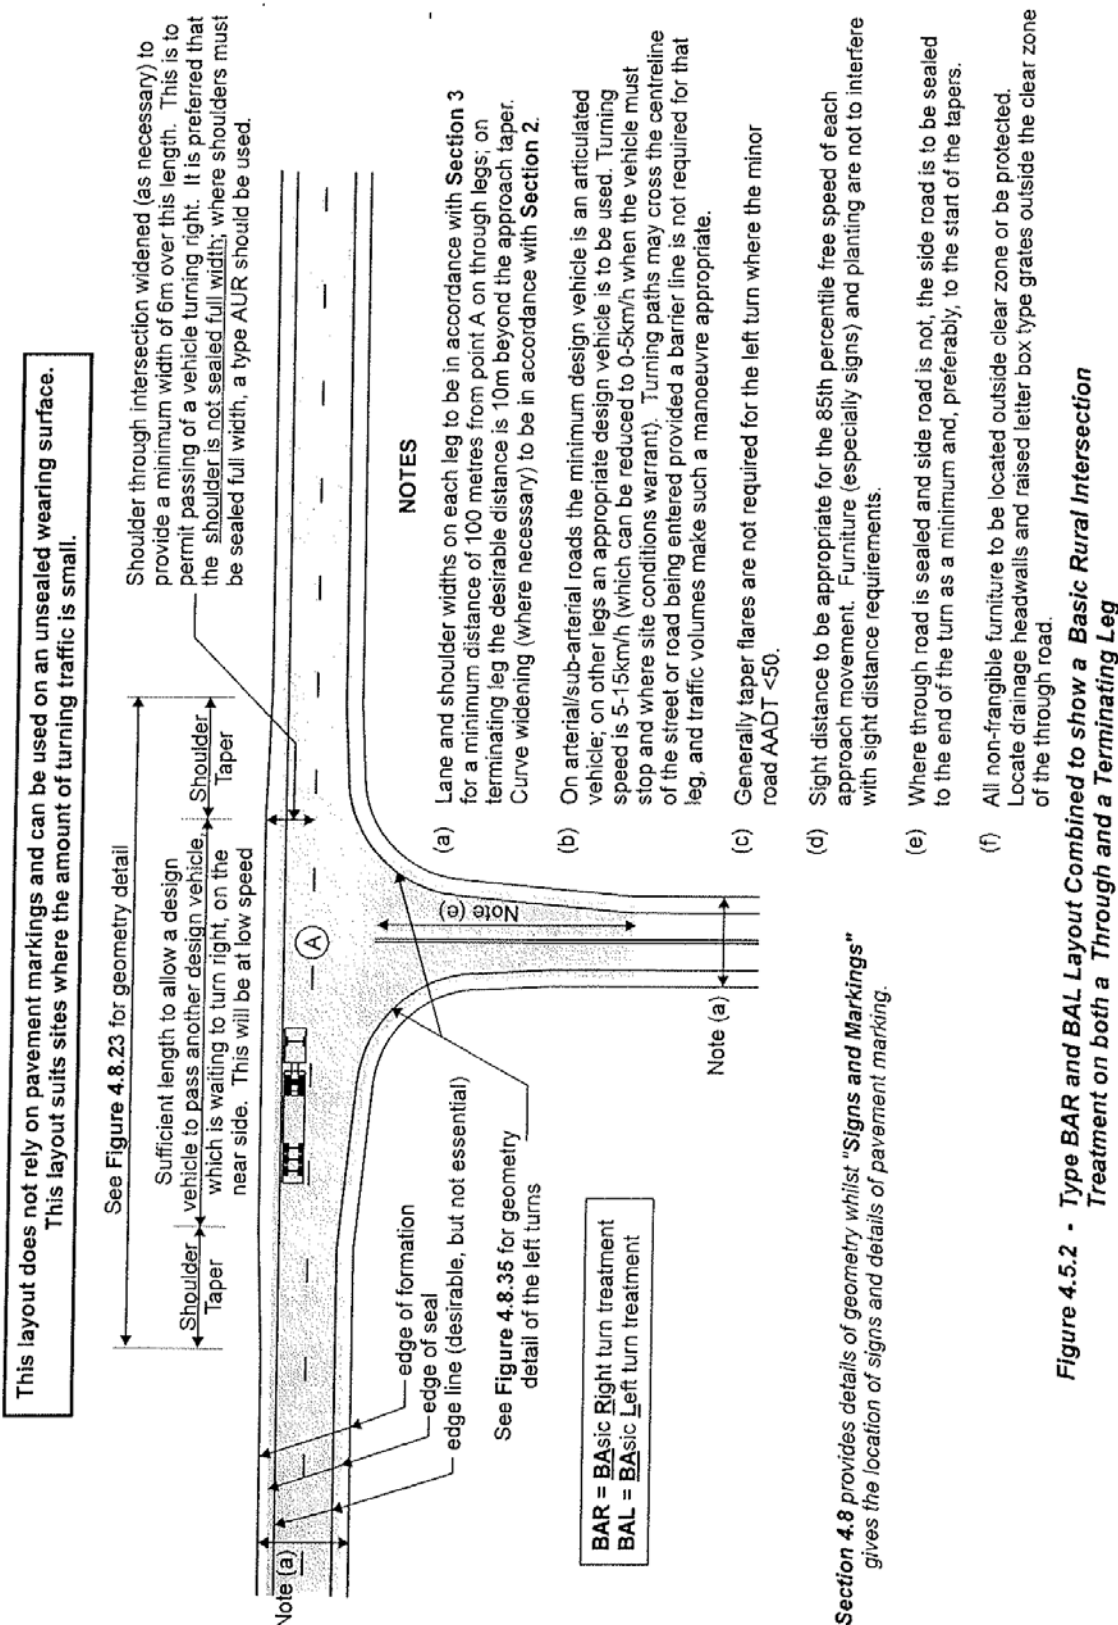 This layout does not rely on pavement markings and can be used on an unsealed wearing surface.
This layout suits sites where the amount of turning traffic is small.
See Figure 4.8.23 for geometry detail
Shoulder
Taper
Sufficient length to allow a design
vehicle to pass another design vehicle,
which is waiting to turn right, on the
near side. This will be at low speed
Shoulder
Taper
Shoulder through intersection widened (as necessary) to
provide a minimum width of 6m over this length. This is to
permit passing of a vehicle turning right. It is preferred that
the shoulder is not sealed full width; where shoulders must
be sealed full width, a type AUR should be used.
Note (a)
A
edge of formation
edge of seal
edge line (desirable, but not essential)
See Figure 4.8.35 for geometry
detail of the left turns
Note (e)
Note (a)
BAR = BAsic Right turn treatment
BAL = BAsic Left turn treatment
Section 4.8 provides details of geometry whilst "Signs and Markings"
gives the location of signs and details of pavement marking.
NOTES
(a) Lane and shoulder widths on each leg to be in accordance with Section 3
for a minimum distance of 100 metres from point A on through legs; on
terminating leg the desirable distance is 10m beyond the approach taper.
Curve widening (where necessary) to be in accordance with Section 2.
(b) On arterial/sub-arterial roads the minimum design vehicle is an articulated
vehicle; on other legs an appropriate design vehicle is to be used. Turning
speed is 5-15km/h (which can be reduced to 0-5km/h when the vehicle must
stop and where site conditions warrant). Turning paths may cross the centreline
of the street or road being entered provided a barrier line is not required for that
leg, and traffic volumes make such a manoeuvre appropriate.
(c) Generally taper flares are not required for the left turn where the minor
road AADT <50.
(d) Sight distance to be appropriate for the 85th percentile free speed of each
approach movement. Furniture (especially signs) and planting are not to interfere
with sight distance requirements.
(e) Where through road is sealed and side road is not, the side road is to be sealed
to the end of the turn as a minimum and, preferably, to the start of the tapers.
(f) All non-frangible furniture to be located outside clear zone or be protected.
Locate drainage headwalls and raised letter box type grates outside the clear zone
of the through road.
Figure 4.5.2 - Type BAR and BAL Layout Combined to show a Basic Rural Intersection
Treatment on both a Through and a Terminating Leg